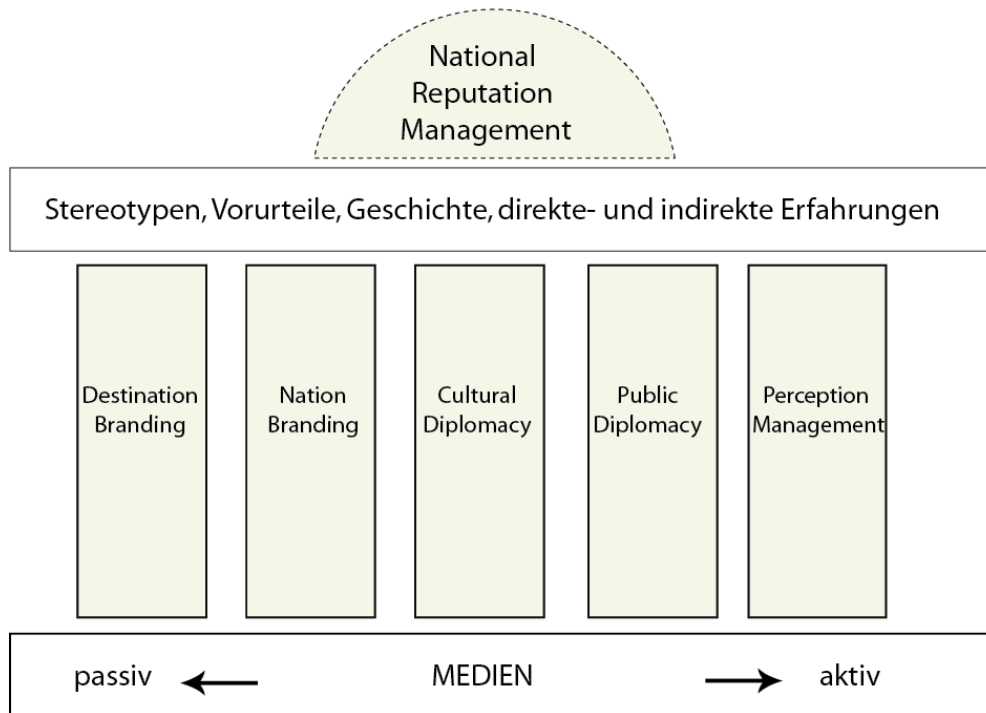 National
Reputation
Management
Stereotypen, Vorurteile, Geschichte, direkte- und indirekte Erfahrungen
Destination
Branding
Nation
Branding
Cultural
Diplomacy
Public
Diplomacy
Perception
Management
passiv MEDIEN aktiv